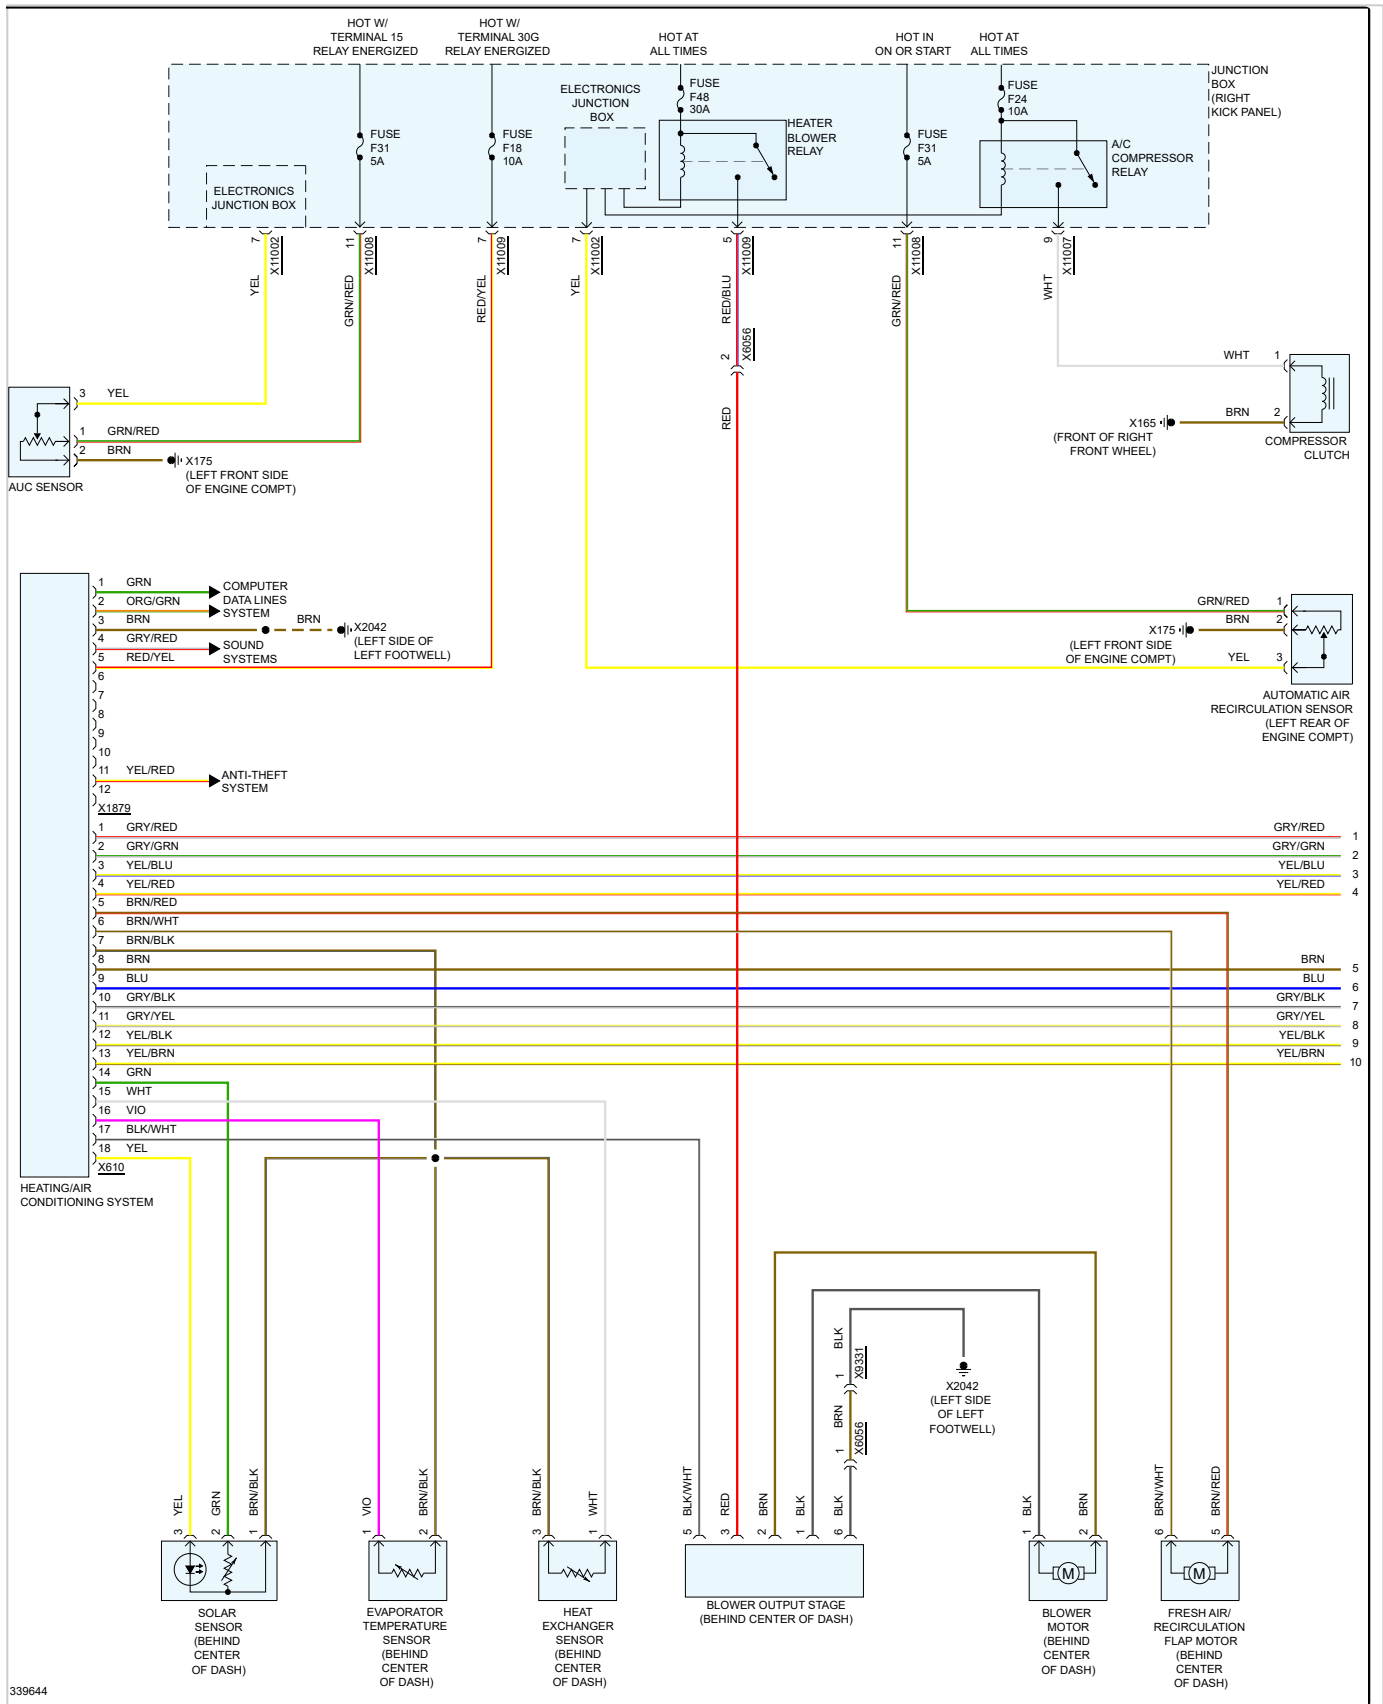 HOT W/
TERMINAL 15
RELAY ENERGIZED
HOT W/
TERMINAL 30G
RELAY ENERGIZED
HOT AT
ALL TIMES
HOT IN
ON OR START
HOT AT
ALL TIMES
JUNCTION
BOX
(RIGHT
KICK PANEL)
ELECTRONICS
JUNCTION BOX
FUSE
F31
5A
FUSE
F18
10A
ELECTRONICS
JUNCTION
BOX
FUSE
F48
30A
HEATER
BLOWER
RELAY
FUSE
F31
5A
FUSE
F24
10A
A/C
COMPRESSOR
RELAY
7
X11002
YEL
11
X11008
GRN/RED
7
X11009
RED/YEL
7
X11002
YEL
5
X11009
RED/BLU
2
X6056
RED
11
X11008
GRN/RED
9
X11007
WHT
3 YEL
1 GRN/RED
2 BRN
X175
(LEFT FRONT SIDE
OF ENGINE COMPT)
AUC SENSOR
WHT 1
BRN 2
X165
(FRONT OF RIGHT
FRONT WHEEL)
COMPRESSOR
CLUTCH
GRN/RED 1
BRN 2
X175
(LEFT FRONT SIDE
OF ENGINE COMPT)
YEL 3
AUTOMATIC AIR
RECIRCULATION SENSOR
(LEFT REAR OF
ENGINE COMPT)
1 GRN
2 ORG/GRN
COMPUTER
DATA LINES
SYSTEM
3 BRN
BRN
X2042
(LEFT SIDE OF
LEFT FOOTWELL)
4 GRY/RED
SOUND
SYSTEMS
5 RED/YEL
6
7
8
9
10
11 YEL/RED
ANTI-THEFT
SYSTEM
12
X1879
1 GRY/RED GRY/RED 1
2 GRY/GRN GRY/GRN 2
3 YEL/BLU YEL/BLU 3
4 YEL/RED YEL/RED 4
5 BRN/RED
6 BRN/WHT
7 BRN/BLK
8 BRN BRN 5
9 BLU BLU 6
10 GRY/BLK GRY/BLK 7
11 GRY/YEL GRY/YEL 8
12 YEL/BLK YEL/BLK 9
13 YEL/BRN YEL/BRN 10
14 GRN
15 WHT
16 VIO
17 BLK/WHT
18 YEL
X610
HEATING/AIR
CONDITIONING SYSTEM
BLK
1
X9331
BRN
1
X6056
X2042
(LEFT SIDE
OF LEFT
FOOTWELL)
3 YEL
2 GRN
1 BRN/BLK
1 VIO
2 BRN/BLK
3 BRN/BLK
1 WHT
5 BLK/WHT
3 RED
2 BRN
1 BLK
6 BLK
1 BLK
2 BRN
6 BRN/WHT
5 BRN/RED
M
M
SOLAR
SENSOR
(BEHIND
CENTER
OF DASH)
EVAPORATOR
TEMPERATURE
SENSOR
(BEHIND
CENTER
OF DASH)
HEAT
EXCHANGER
SENSOR
(BEHIND
CENTER
OF DASH)
BLOWER OUTPUT STAGE
(BEHIND CENTER OF DASH)
BLOWER
MOTOR
(BEHIND
CENTER
OF DASH)
FRESH AIR/
RECIRCULATION
FLAP MOTOR
(BEHIND
CENTER
OF DASH)
339644